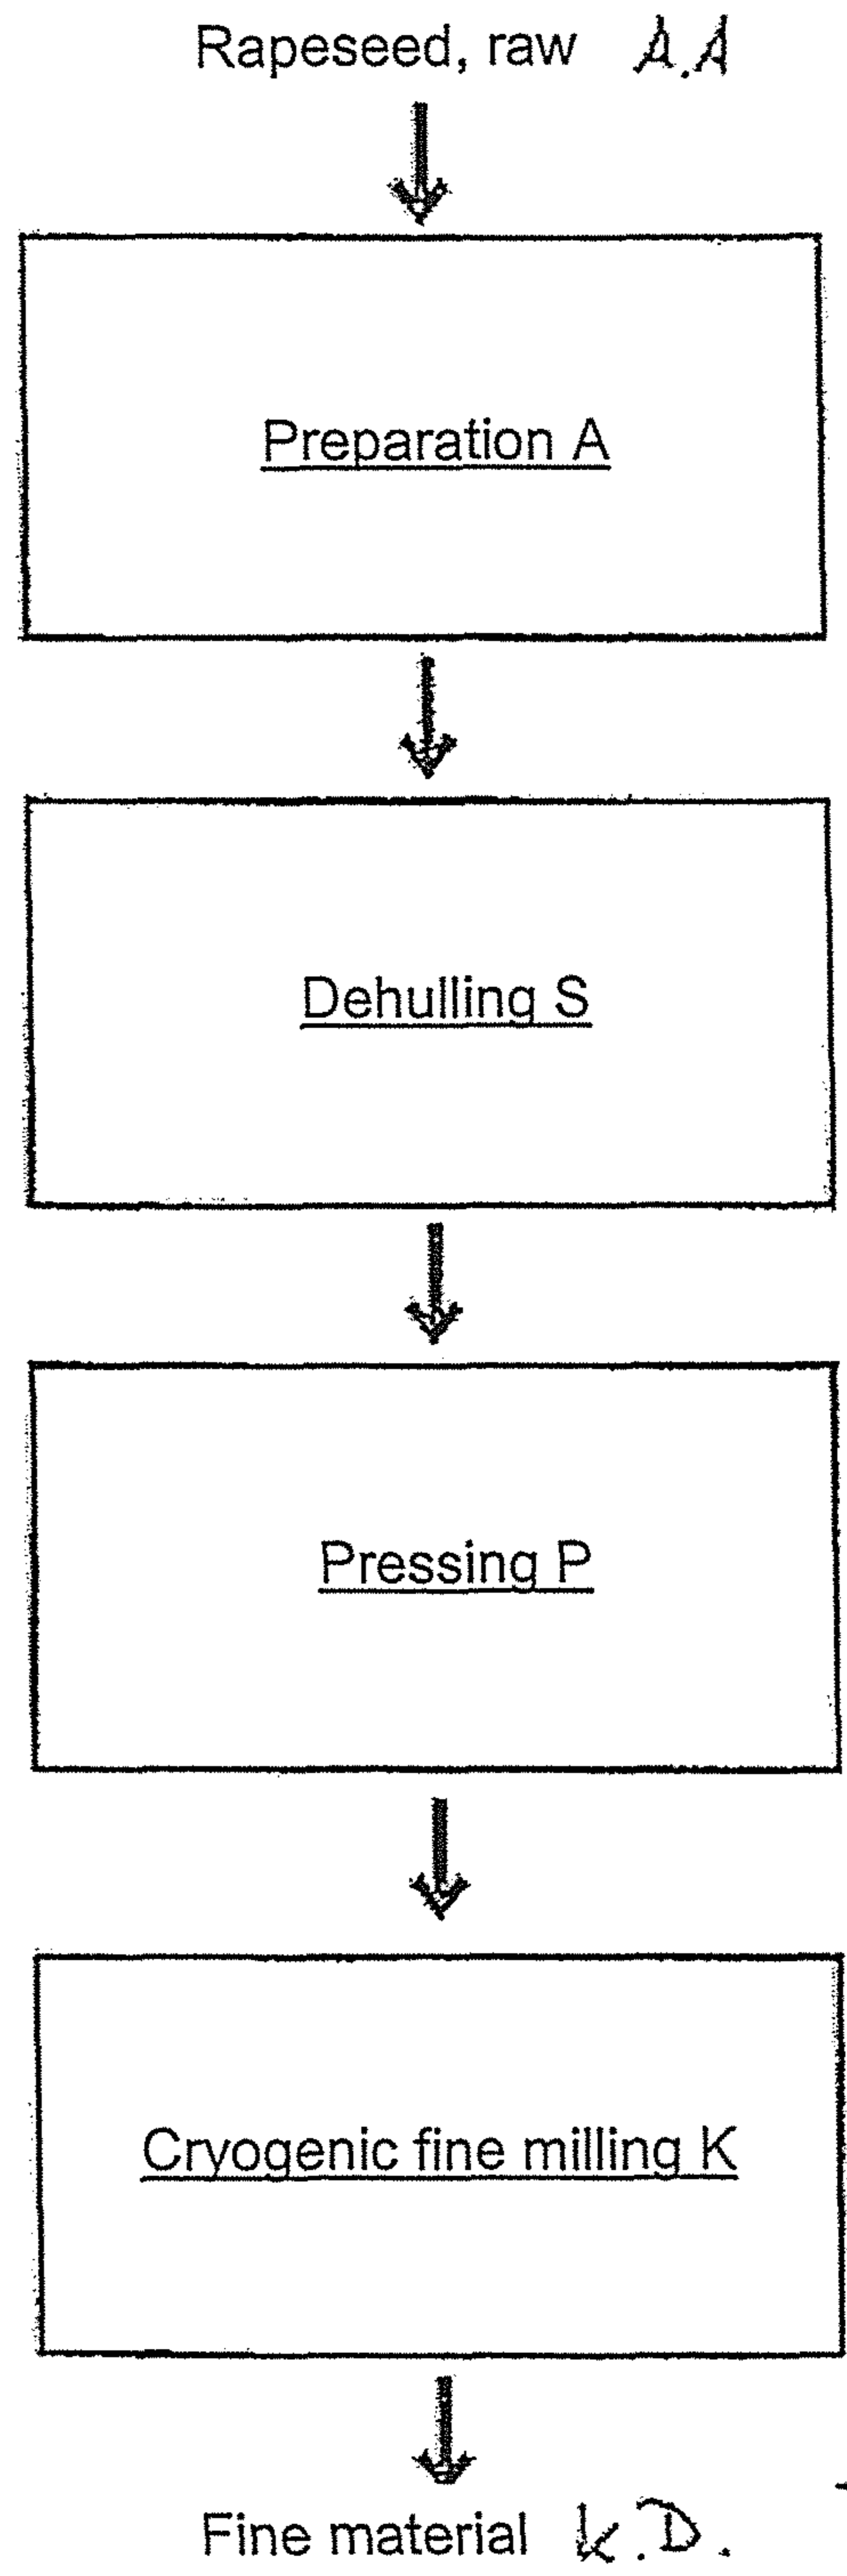 Rapeseed, raw A.A
Preparation A
Dehulling S
Pressing P
Cryogenic fine milling K
Fine material K.D.